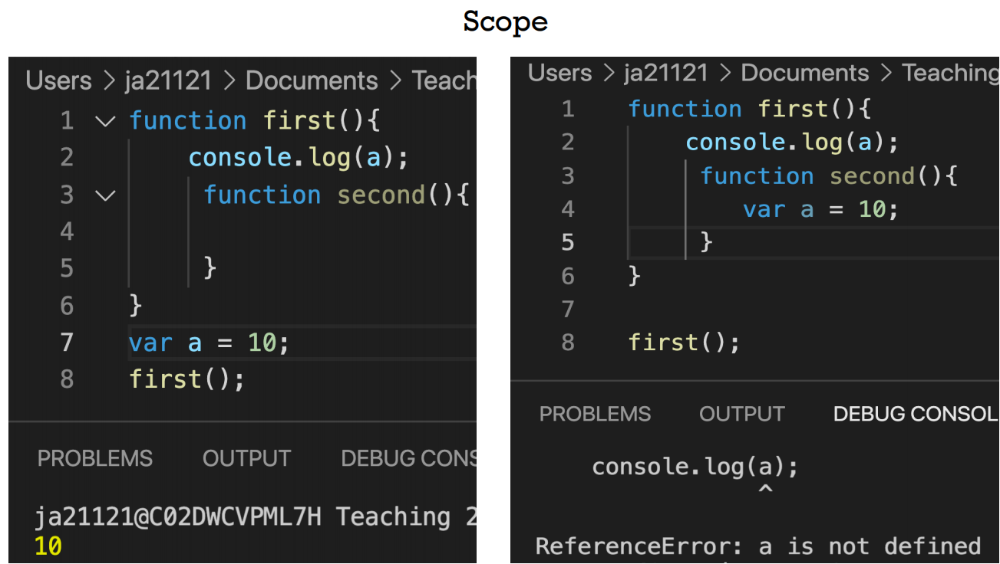 Scope
Users > ja21121 > Documents > Teach
1 function first(){
2 console.log(a);
3 function second(){
4
5 }
6 }
7 var a = 10;
8 first();
PROBLEMS OUTPUT DEBUG CONS
ja21121@C02DWCVPML7H Teaching 2
10
Users > ja21121 > Documents > Teaching
1 function first(){
2 console.log(a);
3 function second(){
4 var a = 10;
5 }
6 }
7
8 first();
PROBLEMS OUTPUT DEBUG CONSOL
console.log(a);
^
ReferenceError: a is not defined